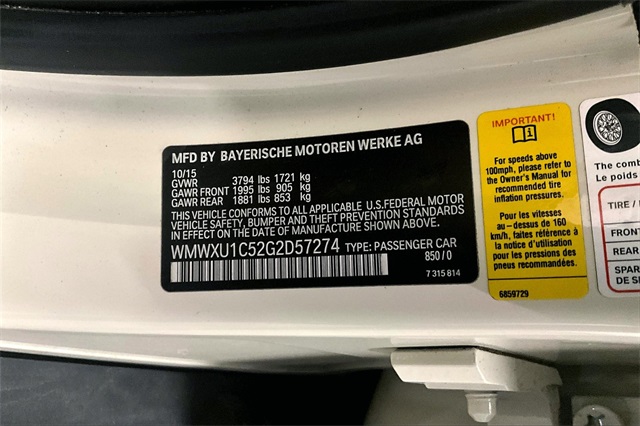 MFD BY BAYERISCHE MOTOREN WERKE AG
10/15
GVWR 3794 lbs 1721 kg
GAWR FRONT 1995 lbs 905 kg
GAWR REAR 1881 lbs 853 kg
THIS VEHICLE CONFORMS TO ALL APPLICABLE U.S.FEDERAL MOTOR
VEHICLE SAFETY, BUMPER AND THEFT PREVENTION STANDARDS
IN EFFECT ON THE DATE OF MANUFACTURE SHOWN ABOVE.
WMWXU1C52G2D57274 TYPE: PASSENGER CAR
850/0
7 315 814
IMPORTANT!
i
For speeds above
100mph, please refer to
the Owner's Manual for
recommended tire
inflation pressures.
Pour les vitesses
au-dessus de 160
km/h, faites référence à
la notice d'utilisation
pour les pressions des
pneus recommandées.
6859729
The comb
Le poids
TIRE /
FRONT
REAR
SPAR
DE S